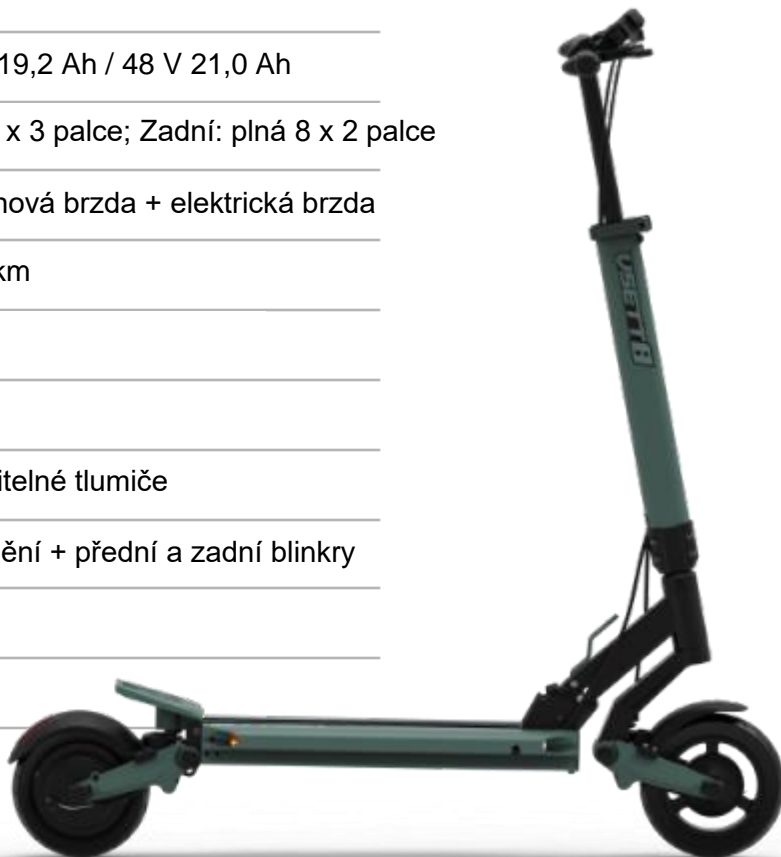 19,2 Ah / 48 V 21,0 Ah
x 3 palce; Zadní: plná 8 x 2 palce
nová brzda + elektrická brzda
km
itelné tlumiče
ění + přední a zadní blinkry